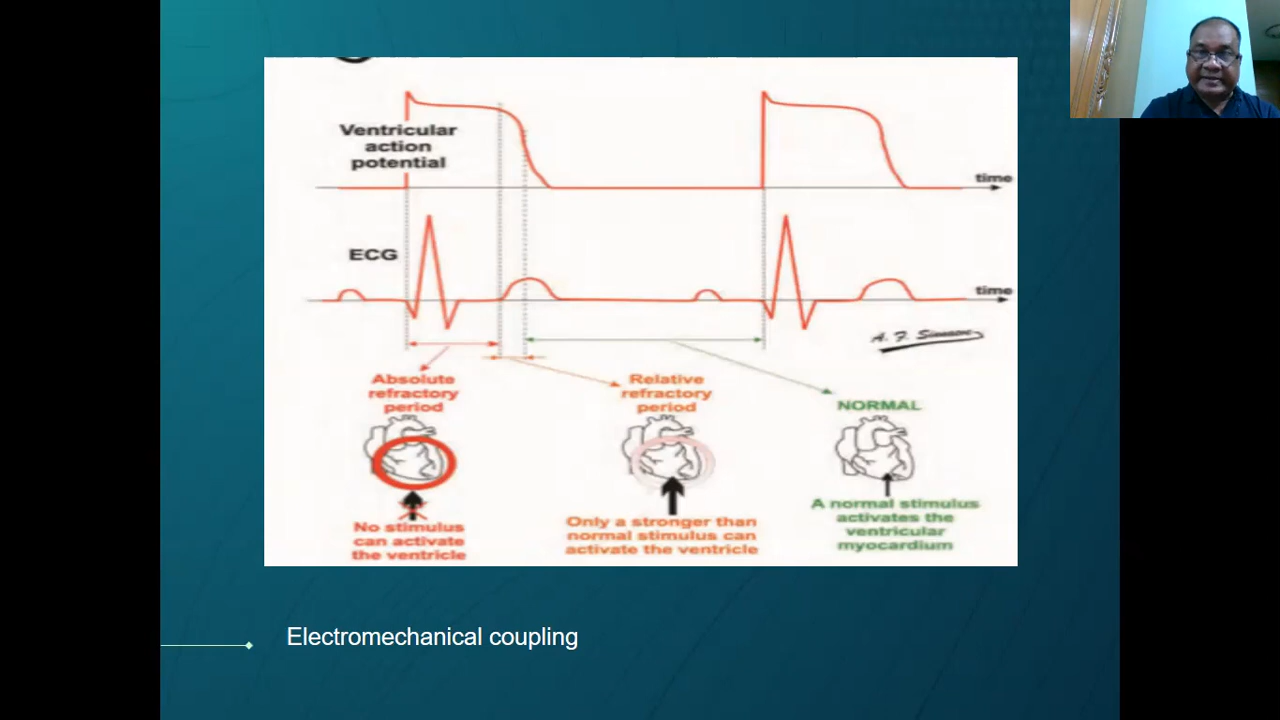 Ventricular
action
potential
time
ECG
time
Absolute
refractory
period
Relative
refractory
period
NORMAL
No stimulus
can activate
the ventricle
Only a stronger than
normal stimulus can
activate the ventricle
A normal stimulus
activates the
ventricular
myocardium
Electromechanical coupling